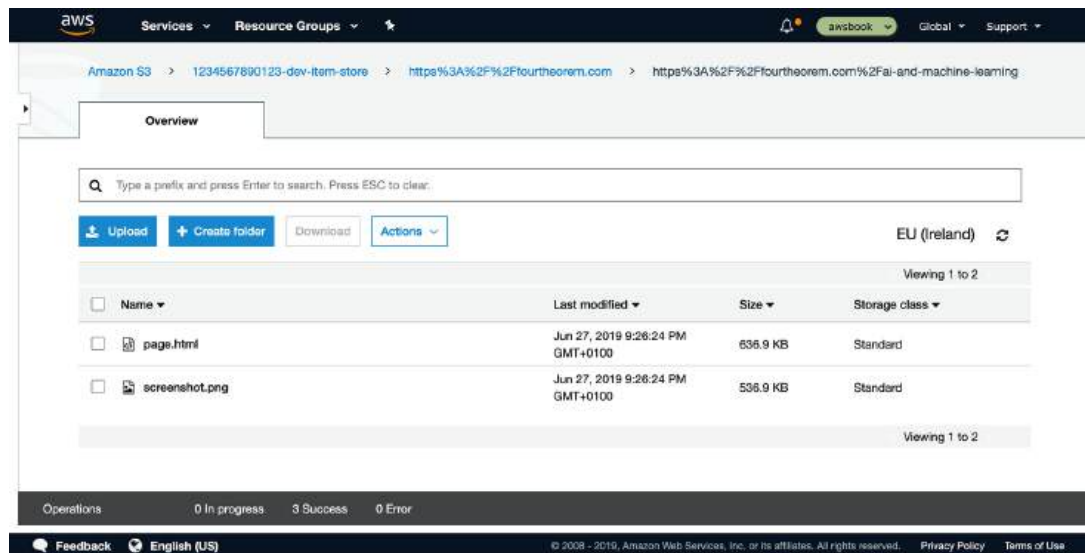 aws Services Resource Groups awsbook Global Support
Amazon S3 > 1234567890123-dev-item-store > https%3A%2F%2Ffourtheorem.com > https%3A%2F%2Ffourtheorem.com%2Fai-and-machine-learning
Overview
Type a prefix and press Enter to search. Press ESC to clear.
Upload + Create folder Download Actions EU (Ireland)
Viewing 1 to 2
Name Last modified Size Storage class
page.html Jun 27, 2019 9:26:24 PM GMT+0100 636.9 KB Standard
screenshot.png Jun 27, 2019 9:26:24 PM GMT+0100 536.9 KB Standard
Viewing 1 to 2
Operations 0 In progress 3 Success 0 Error
Feedback English (US) © 2008 - 2019, Amazon Web Services, Inc. or its affiliates. All rights reserved. Privacy Policy Terms of Use